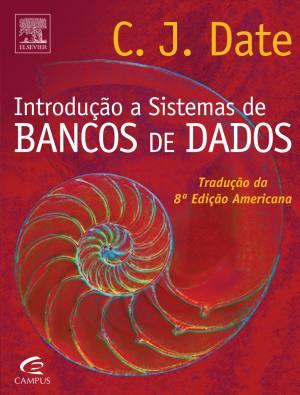 ELSEVIER
C. J. Date
Introdução a Sistemas de
BANCOS DE DADOS
Tradução da
8ª Edição Americana
CAMPUS